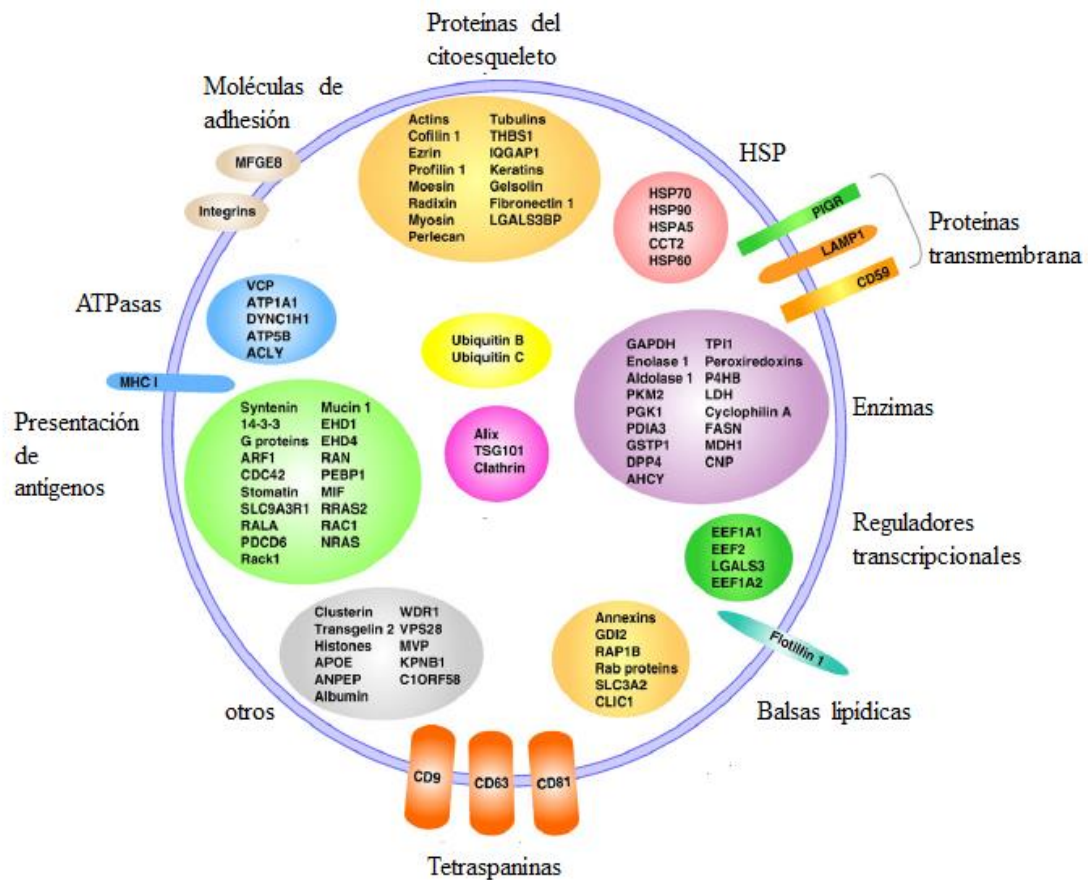 Proteínas del
citoesqueleto
Moléculas de
adhesión
MFGE8
Integrins
Actins
Cofilin 1
Ezrin
Profilin 1
Moesin
Radixin
Myosin
Perlecan
Tubulins
THBS1
IQGAP1
Keratins
Gelsolin
Fibronectin 1
LGALS3BP
HSP
HSP70
HSP90
HSPA5
CCT2
HSP60
PIGR
LAMP1
CD59
Proteínas
transmembrana
ATPasas
VCP
ATP1A1
DYNC1H1
ATP5B
ACLY
MHC I
Presentación
de
antígenos
Ubiquitin B
Ubiquitin C
GAPDH
Enolase 1
Aldolase 1
PKM2
PGK1
PDIA3
GSTP1
DPP4
AHCY
TPI1
Peroxiredoxins
P4HB
LDH
Cyclophilin A
FASN
MDH1
CNP
Enzimas
Syntenin
14-3-3
G proteins
ARF1
CDC42
Stomatin
SLC9A3R1
RALA
PDCD6
Rack1
Mucin 1
EHD1
EHD4
RAN
PEBP1
MIF
RRAS2
RAC1
NRAS
Alix
TSG101
Clathrin
EEF1A1
EEF2
LGALS3
EEF1A2
Reguladores
transcripcionales
Clusterin
Transgelin 2
Histones
APOE
ANPEP
Albumin
WDR1
VPS28
MVP
KPNB1
C1ORF58
otros
Annexins
GDI2
RAP1B
Rab proteins
SLC3A2
CLIC1
Flotillin 1
Balsas lipídicas
CD9
CD63
CD81
Tetraspaninas